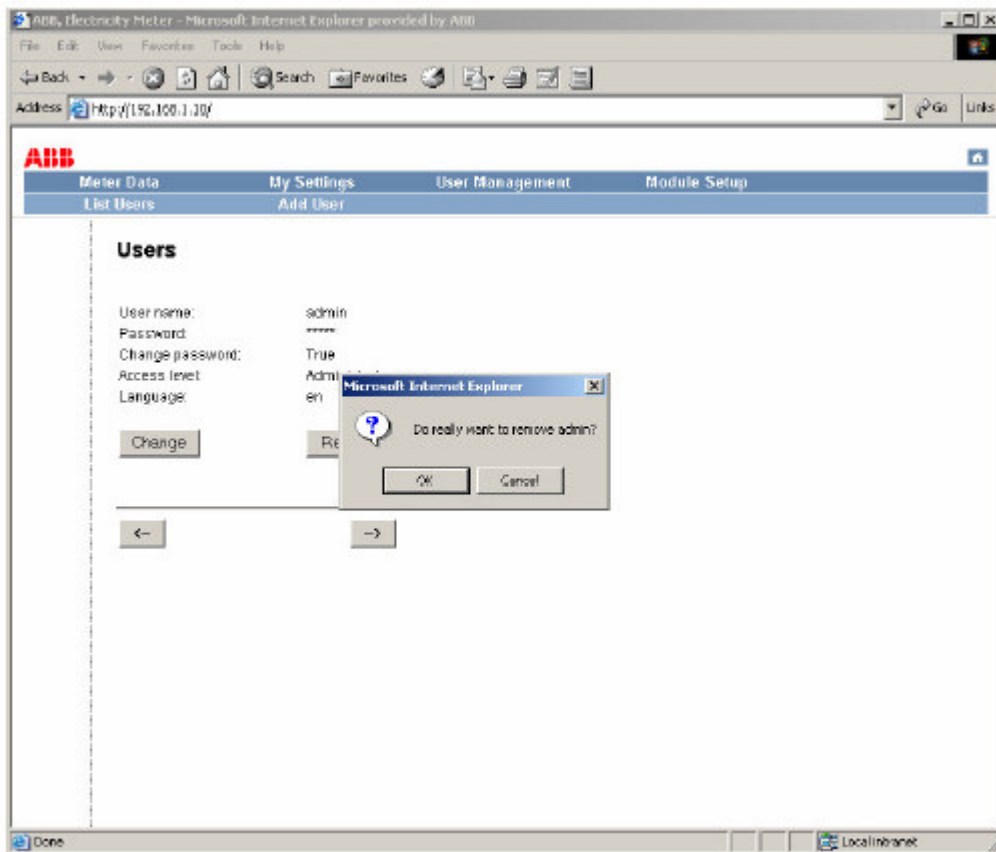 ABB, Electricity Meter - Microsoft Internet Explorer provided by ABB
File Edit View Favorites Tools Help
Back Search Favorites
Address http://192.168.1.10/ Go Links
ABB
Meter Data My Settings User Management Module Setup
List Users Add User
Users
User name: admin
Password: *****
Change password: True
Access level:
Language: en
Change
Microsoft Internet Explorer
Do really want to remove admin?
OK Cancel
<-- -->
Done Local intranet